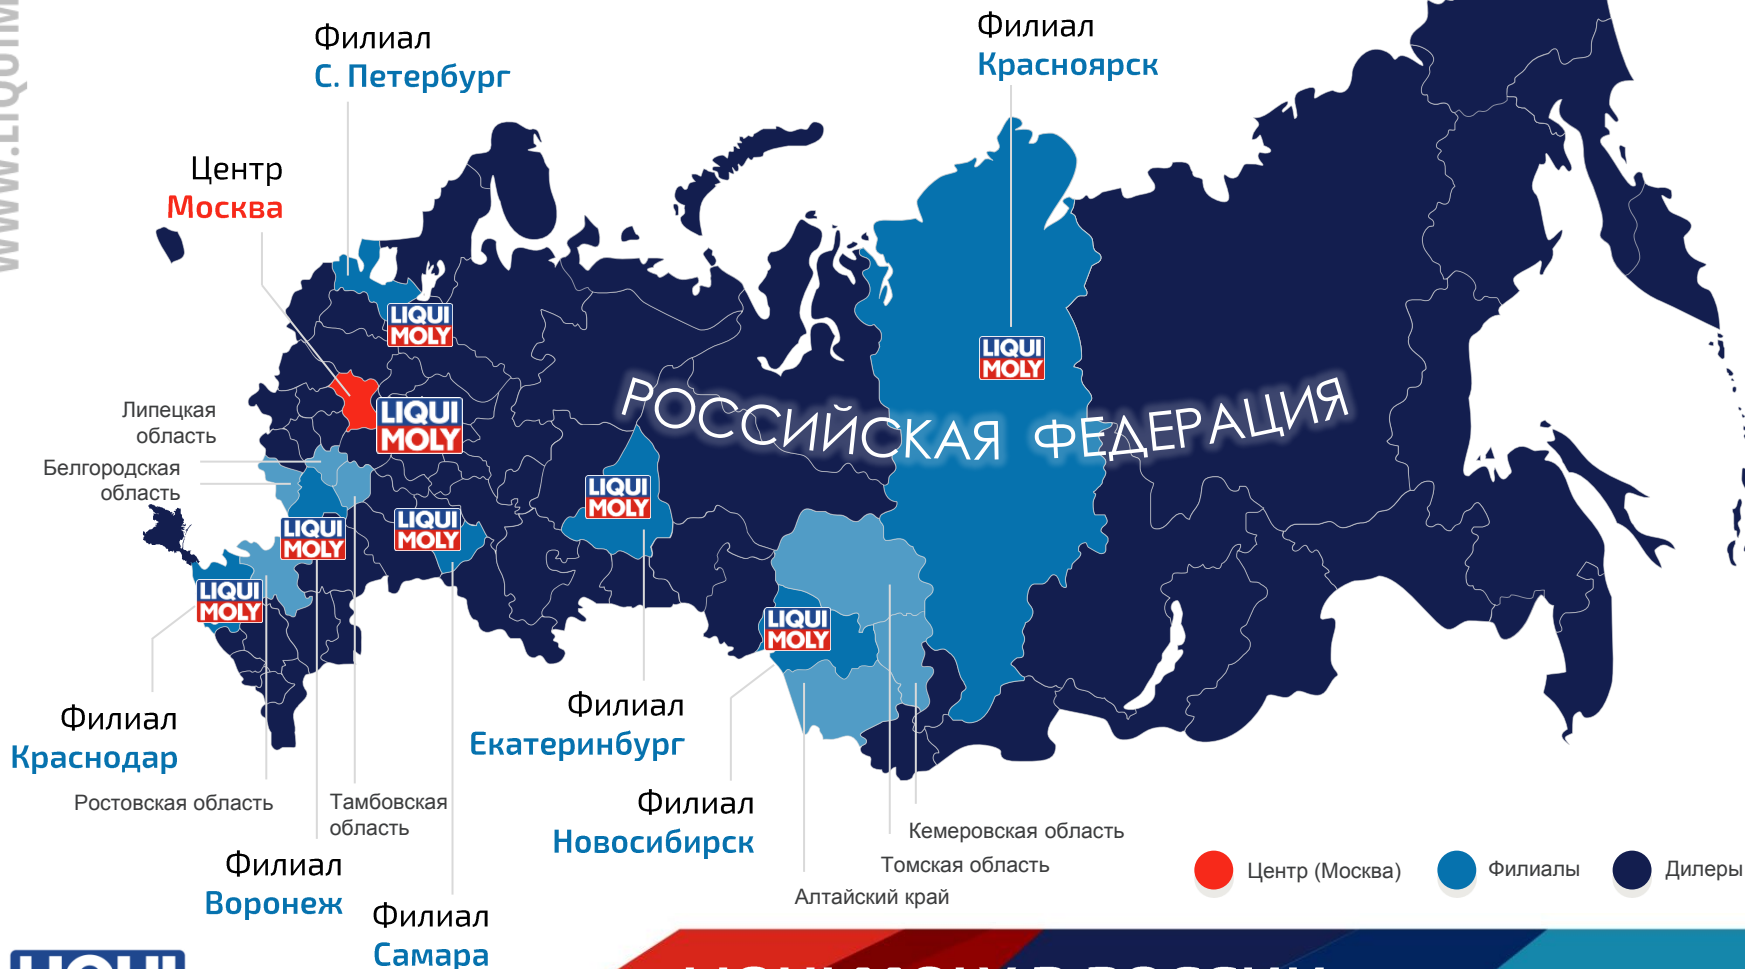 Филиал
С. Петербург
Филиал
Красноярск
Центр
Москва
LIQUI
MOLY
LIQUI
MOLY
РОССИЙСКАЯ ФЕДЕРАЦИЯ
Липецкая
область
LIQUI
MOLY
Белгородская
область
LIQUI
MOLY
LIQUI
MOLY
LIQUI
MOLY
LIQUI
MOLY
LIQUI
MOLY
Филиал
Краснодар
Филиал
Екатеринбург
Ростовская область
Тамбовская
область
Филиал
Новосибирск
Кемеровская область
Томская область
Алтайский край
Филиал
Воронеж
Филиал
Самара
Центр (Москва)
Филиалы
Дилеры